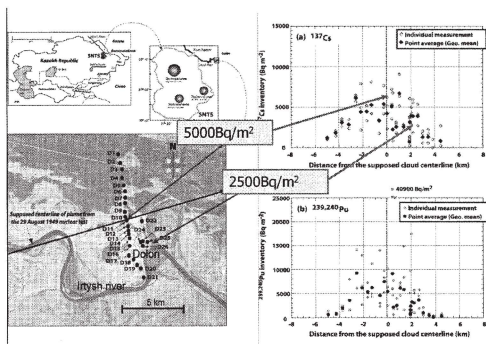 Kazakh Republic
SNTS
China
SNTS
5000Bq/m²
2500Bq/m²
N
D1
D2
D3
D4
D5
D6
D7
D8
D9
D10
D11
D12
D13
D14
D15
D16
D17
D18
D19
D20
D21
D22
D24
D25
D26
Supposed centerline of plume from
the 29 August 1949 nuclear test
Dolon
Irtysh river
5 km
(a) 137Cs
Individual measurement
Point average (Geo. mean)
15000
10000
5000
0
Cs inventory (Bq m⁻²)
-8 -6 -4 -2 0 2 4 6 8
Distance from the supposed cloud centerline (km)
40900 Bq/m²
(b) 239,240Pu
Individual measurement
Point average (Geo. mean)
25000
20000
15000
10000
5000
0
239,240Pu inventory (Bq m⁻²)
-8 -6 -4 -2 0 2 4 6 8
Distance from the supposed cloud centerline (km)